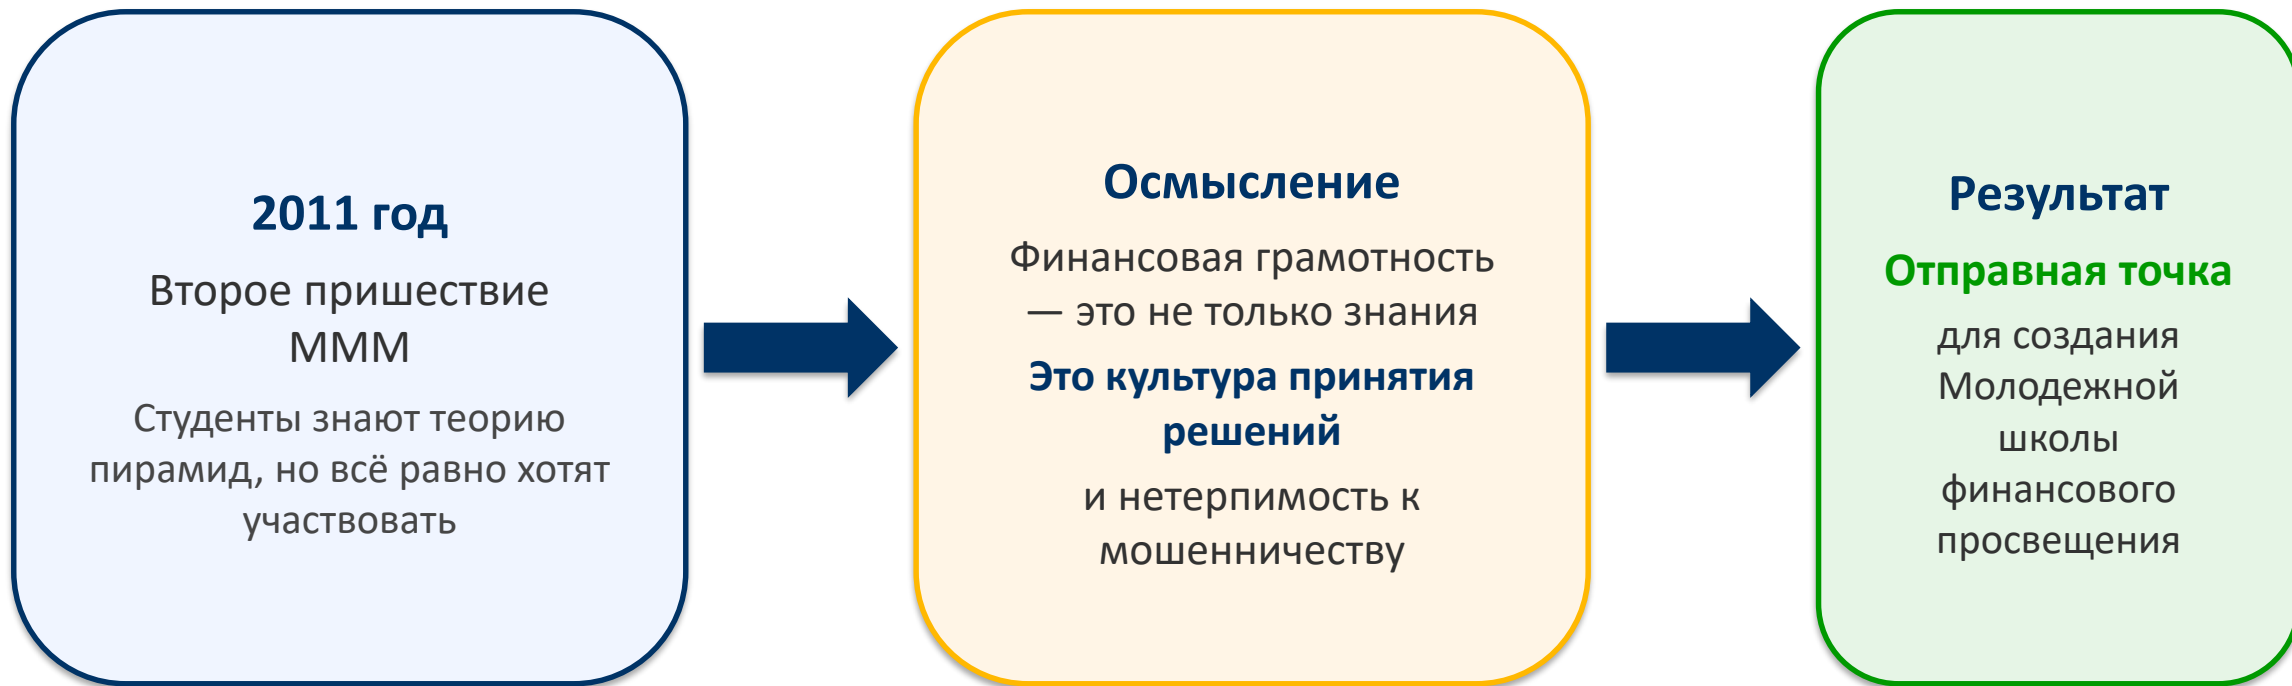 2011 год
Второе пришествие
МММ
Студенты знают теорию
пирамид, но всё равно хотят
участвовать
Осмысление
Финансовая грамотность
— это не только знания
Это культура принятия
решений
и нетерпимость к
мошенничеству
Результат
Отправная точка
для создания
Молодежной
школы
финансового
просвещения